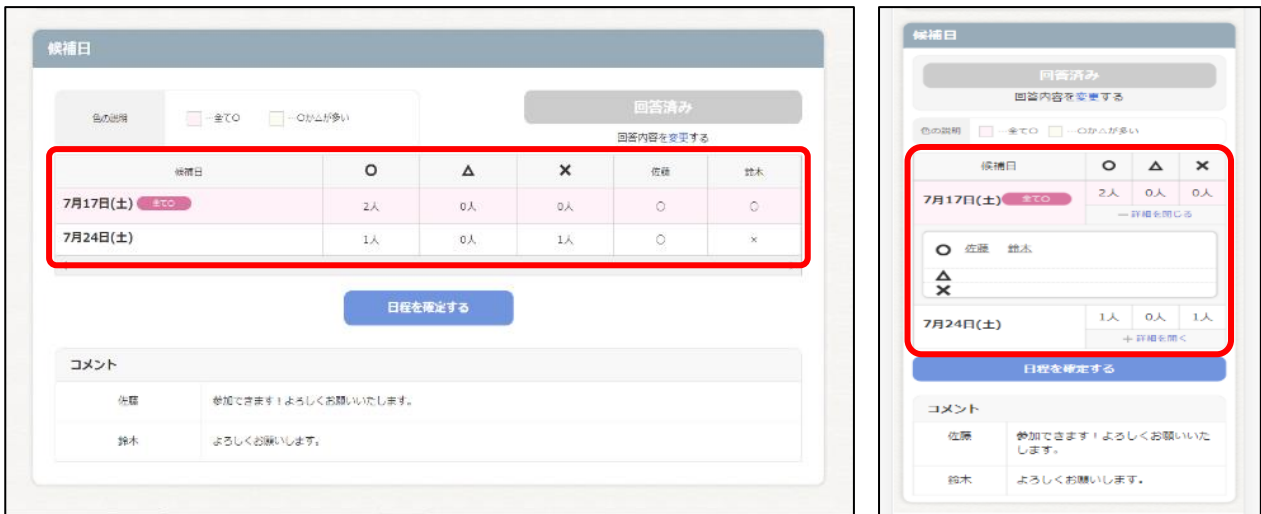 候補日
色の説明 …全て〇 …〇か△が多い
回答済み
回答内容を変更する
候補日 〇 △ × 佐藤 鈴木
7月17日(土) 全て〇 2人 0人 0人 〇 〇
7月24日(土) 1人 0人 1人 〇 ×
日程を確定する
コメント
佐藤 参加できます！よろしくお願いいたします。
鈴木 よろしくお願いします。
候補日
回答済み
回答内容を変更する
色の説明 …全て〇 …〇か△が多い
候補日 〇 △ ×
7月17日(土) 全て〇 2人 0人 0人
ー 詳細を閉じる
〇 佐藤 鈴木
△
×
7月24日(土) 1人 0人 1人
＋ 詳細を開く
日程を確定する
コメント
佐藤 参加できます！よろしくお願いいた
します。
鈴木 よろしくお願いします。